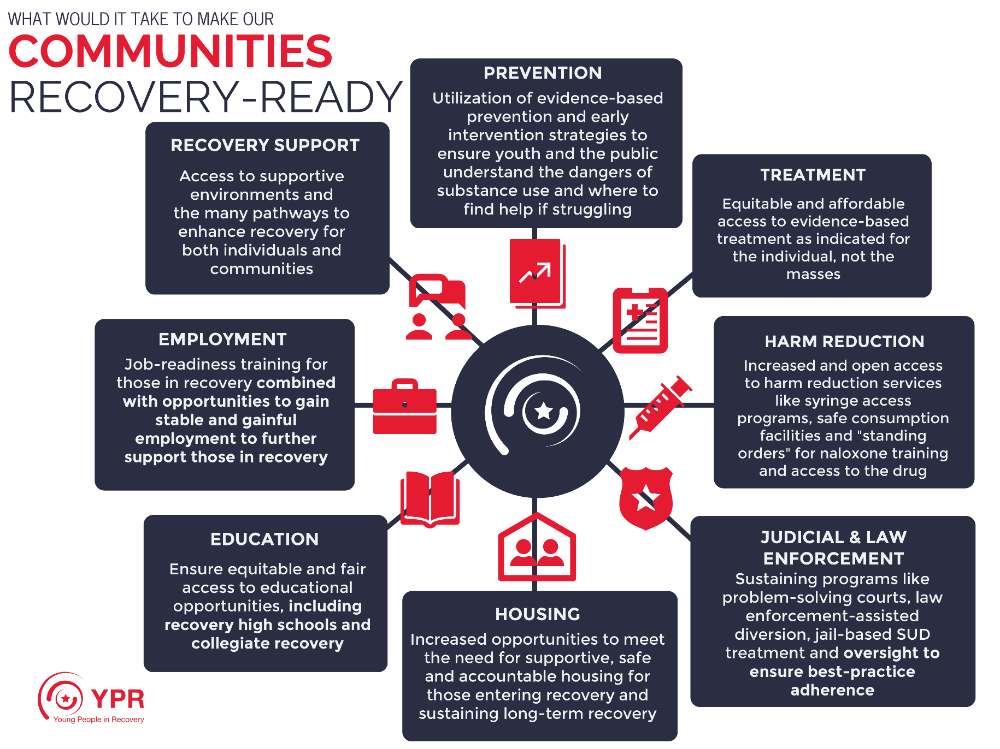 WHAT WOULD IT TAKE TO MAKE OUR
COMMUNITIES
RECOVERY-READY
PREVENTION
Utilization of evidence-based
prevention and early
intervention strategies to
ensure youth and the public
understand the dangers of
substance use and where to
find help if struggling
TREATMENT
Equitable and affordable
access to evidence-based
treatment as indicated for
the individual, not the
masses
HARM REDUCTION
Increased and open access
to harm reduction services
like syringe access
programs, safe consumption
facilities and "standing
orders" for naloxone training
and access to the drug
JUDICIAL & LAW
ENFORCEMENT
Sustaining programs like
problem-solving courts, law
enforcement-assisted
diversion, jail-based SUD
treatment and oversight to
ensure best-practice
adherence
HOUSING
Increased opportunities to meet
the need for supportive, safe
and accountable housing for
those entering recovery and
sustaining long-term recovery
EDUCATION
Ensure equitable and fair
access to educational
opportunities, including
recovery high schools and
collegiate recovery
EMPLOYMENT
Job-readiness training for
those in recovery combined
with opportunities to gain
stable and gainful
employment to further
support those in recovery
RECOVERY SUPPORT
Access to supportive
environments and
the many pathways to
enhance recovery for
both individuals and
communities
YPR
Young People in Recovery